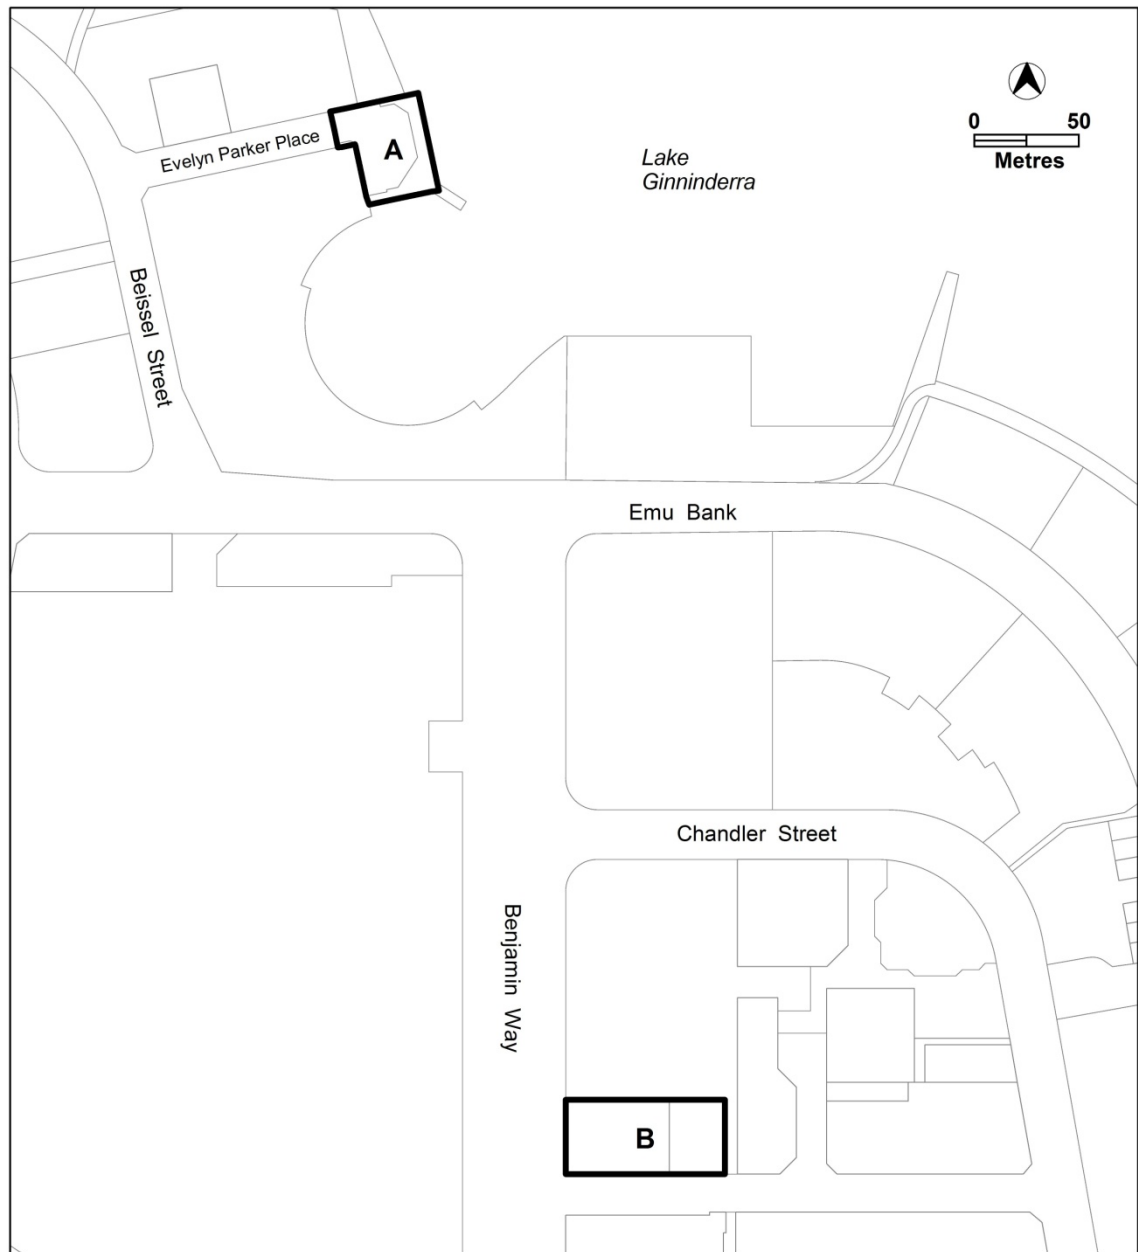 Evelyn Parker Place
A
Lake
Ginninderra
0 50
Metres
Beissel Street
Emu Bank
Chandler Street
Benjamin Way
B